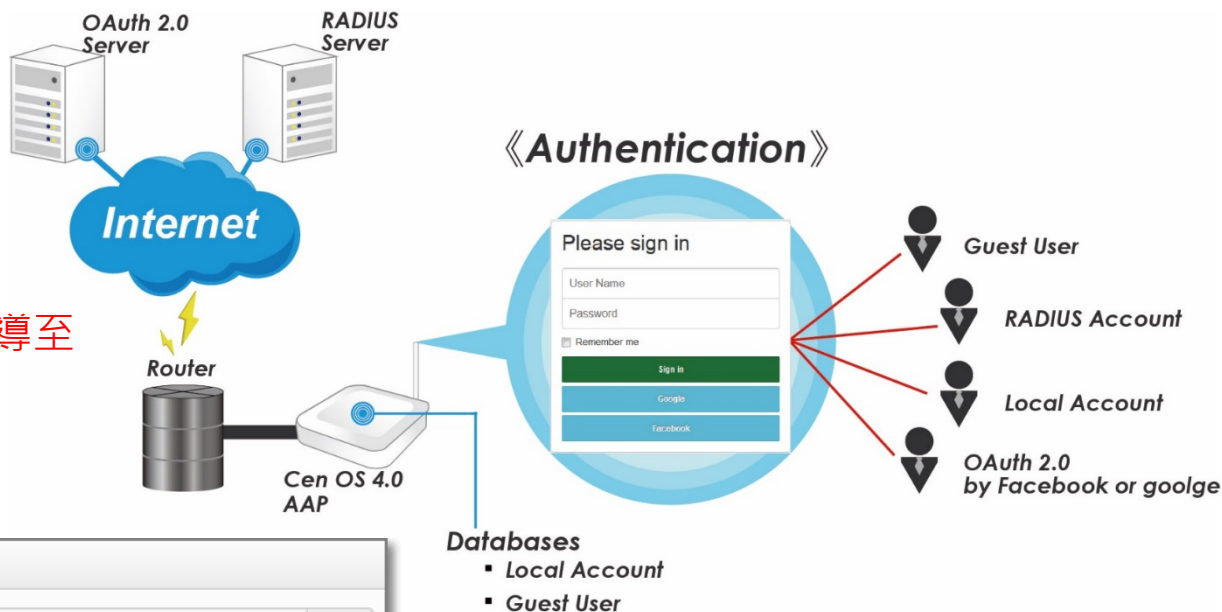 OAuth 2.0
Server
RADIUS
Server
Internet
導至
Router
Cen OS 4.0
AAP
《Authentication》
Please sign in
User Name
Password
Remember me
Sign in
Google
Facebook
Guest User
RADIUS Account
Local Account
OAuth 2.0
by Facebook or goolge
Databases
▪ Local Account
▪ Guest User